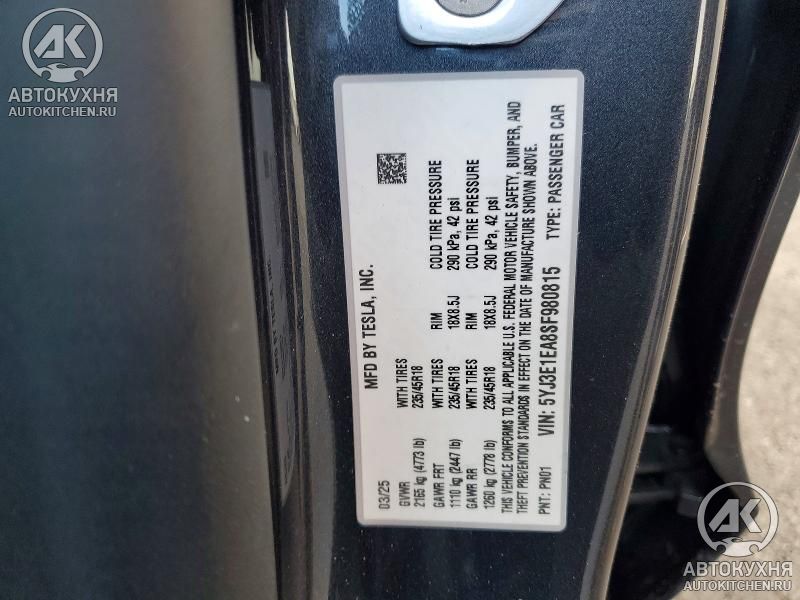 AK
АВТОКУХНЯ
AUTOKITCHEN.RU
MFD BY TESLA, INC.
03/25
GVWR WITH TIRES RIM COLD TIRE PRESSURE
2165 kg (4773 lb) 235/45R18 18X8.5J 290 kPa, 42 psi
GAWR FRT WITH TIRES RIM COLD TIRE PRESSURE
1110 kg (2447 lb) 235/45R18 18X8.5J 290 kPa, 42 psi
GAWR RR WITH TIRES
1260 kg (2778 lb) 235/45R18
THIS VEHICLE CONFORMS TO ALL APPLICABLE U.S. FEDERAL MOTOR VEHICLE SAFETY, BUMPER, AND
THEFT PREVENTION STANDARDS IN EFFECT ON THE DATE OF MANUFACTURE SHOWN ABOVE.
PNT: PN01 VIN: 5YJ3E1EA8SF980815 TYPE: PASSENGER CAR
AK
АВТОКУХНЯ
AUTOKITCHEN.RU